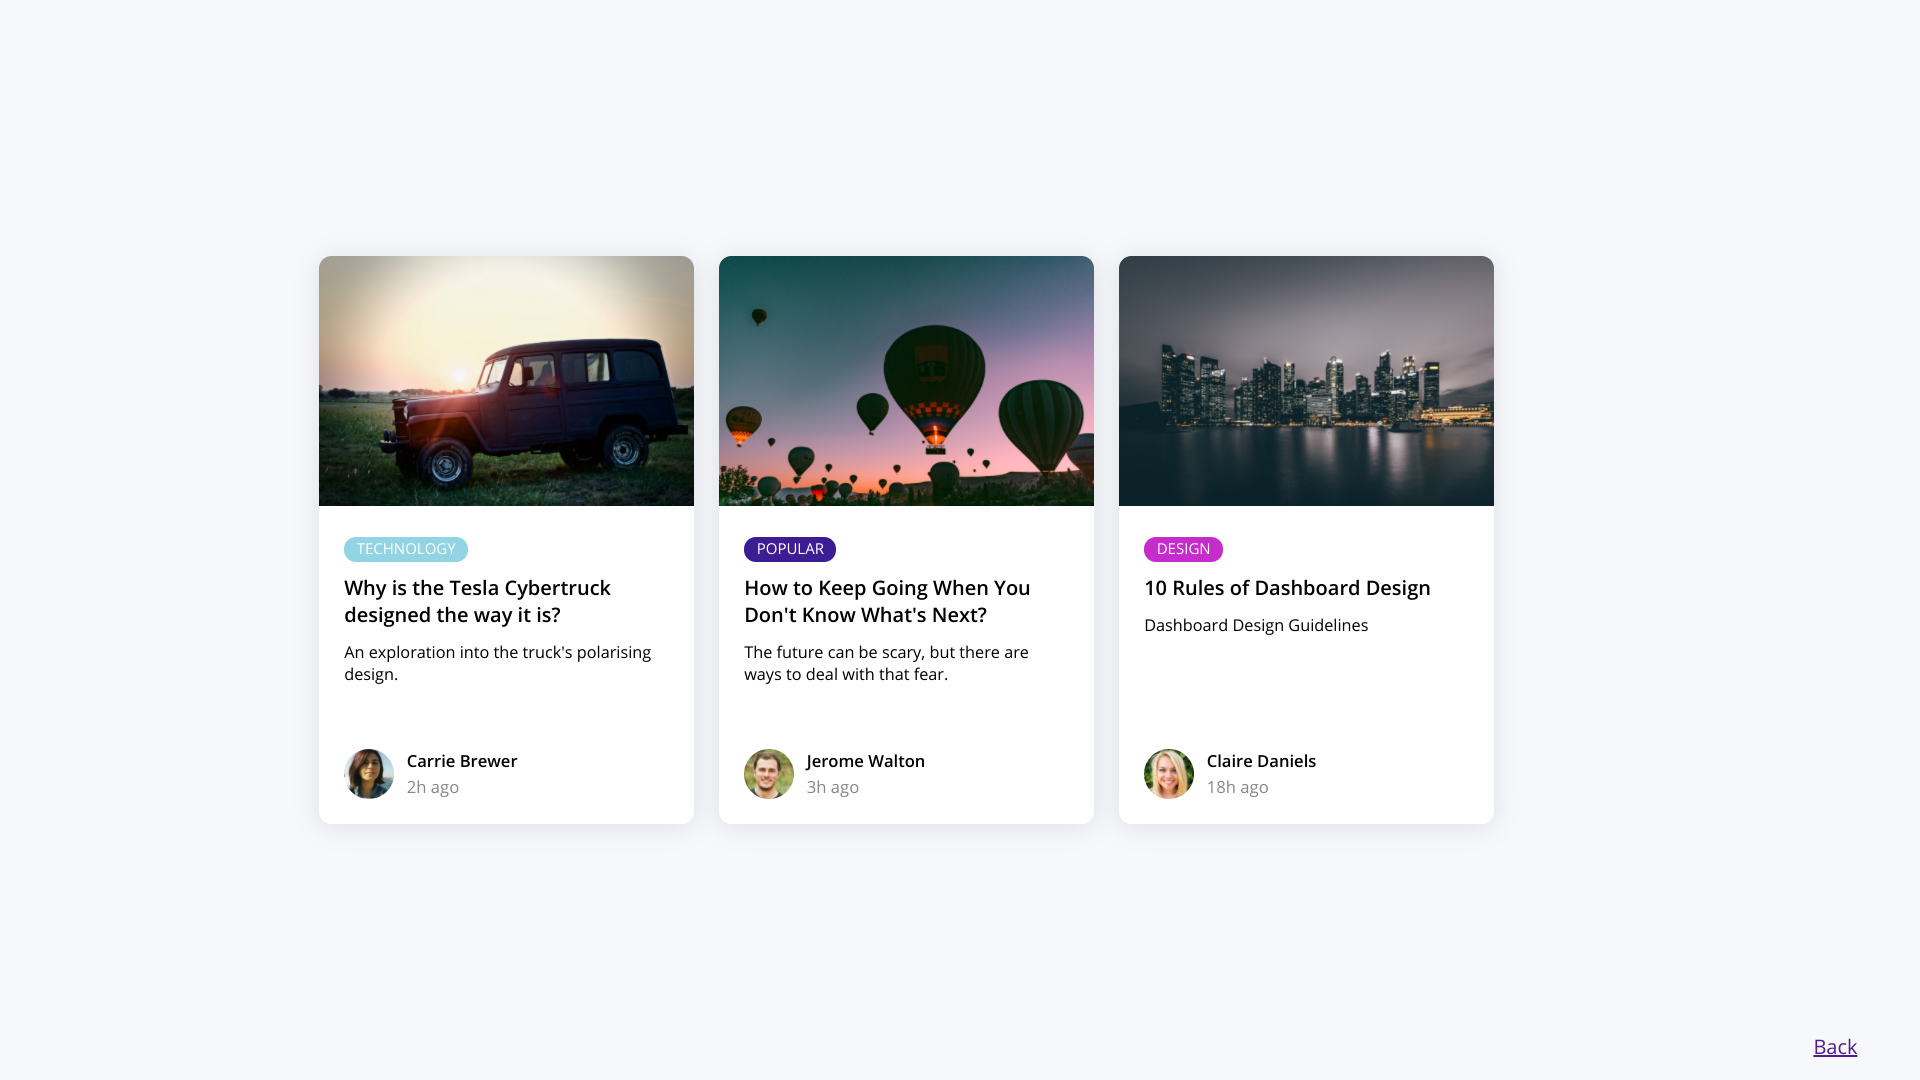 TECHNOLOGY
Why is the Tesla Cybertruck
designed the way it is?
An exploration into the truck's polarising
design.
Carrie Brewer
2h ago
POPULAR
How to Keep Going When You
Don't Know What's Next?
The future can be scary, but there are
ways to deal with that fear.
Jerome Walton
3h ago
DESIGN
10 Rules of Dashboard Design
Dashboard Design Guidelines
Claire Daniels
18h ago
Back